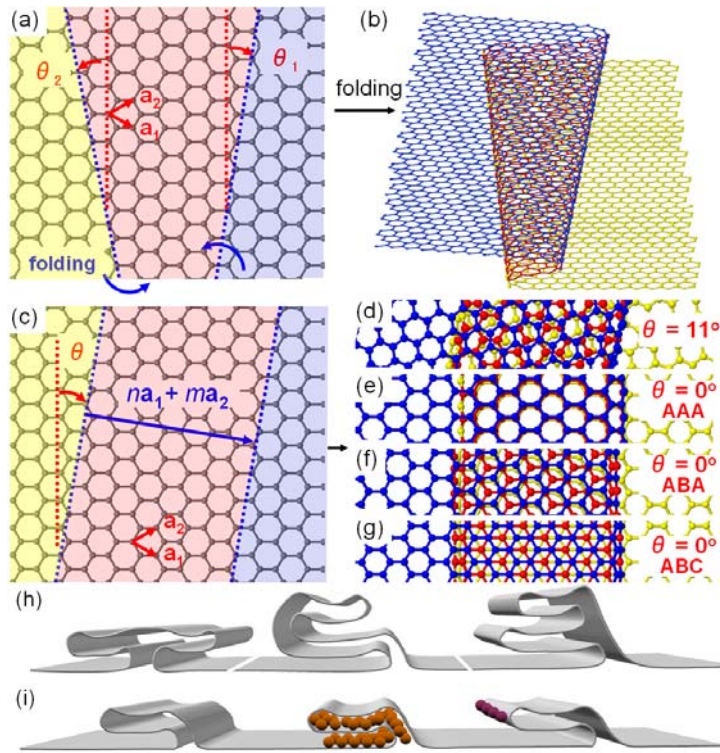 (a)
θ₂
θ₁
a₂
a₁
folding
folding
(b)
(c)
θ
na₁ + ma₂
a₂
a₁
(d)
θ = 11°
(e)
θ = 0°
AAA
(f)
θ = 0°
ABA
(g)
θ = 0°
ABC
(h)
(i)